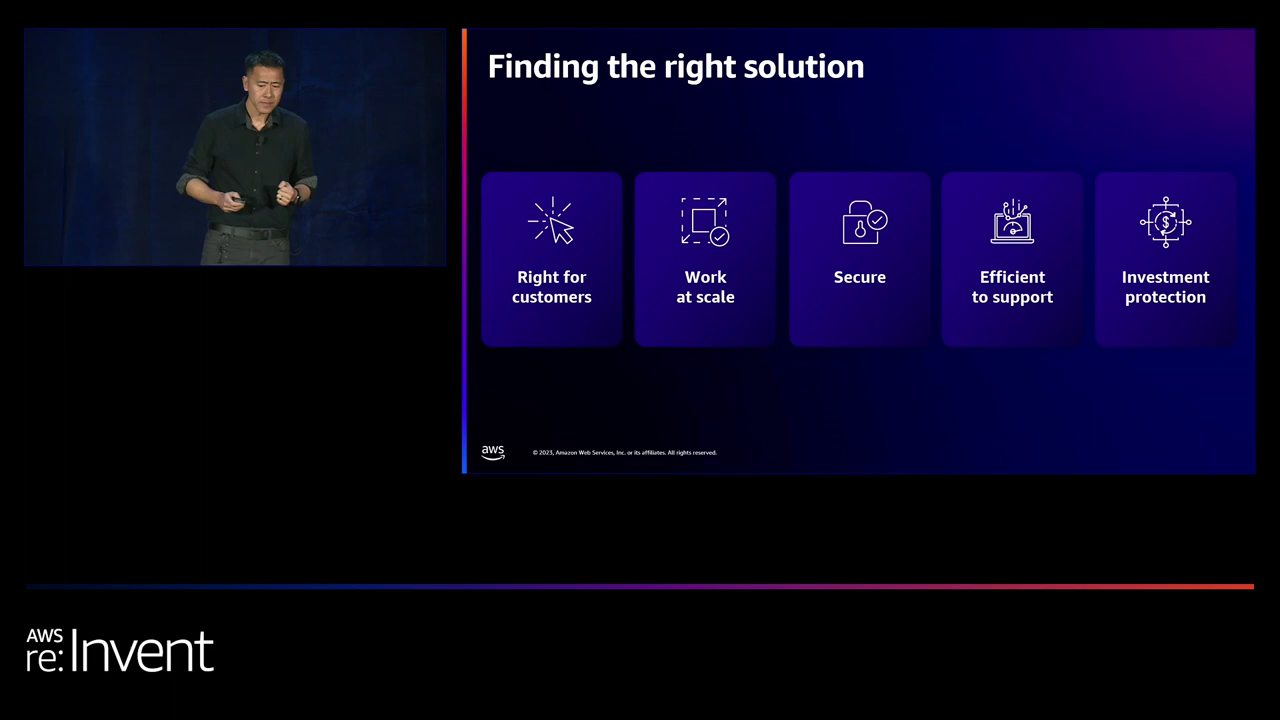 Finding the right solution
Right for
customers
Work
at scale
Secure
Efficient
to support
Investment
protection
aws
© 2023, Amazon Web Services, Inc. or its affiliates. All rights reserved.
AWS
re:Invent